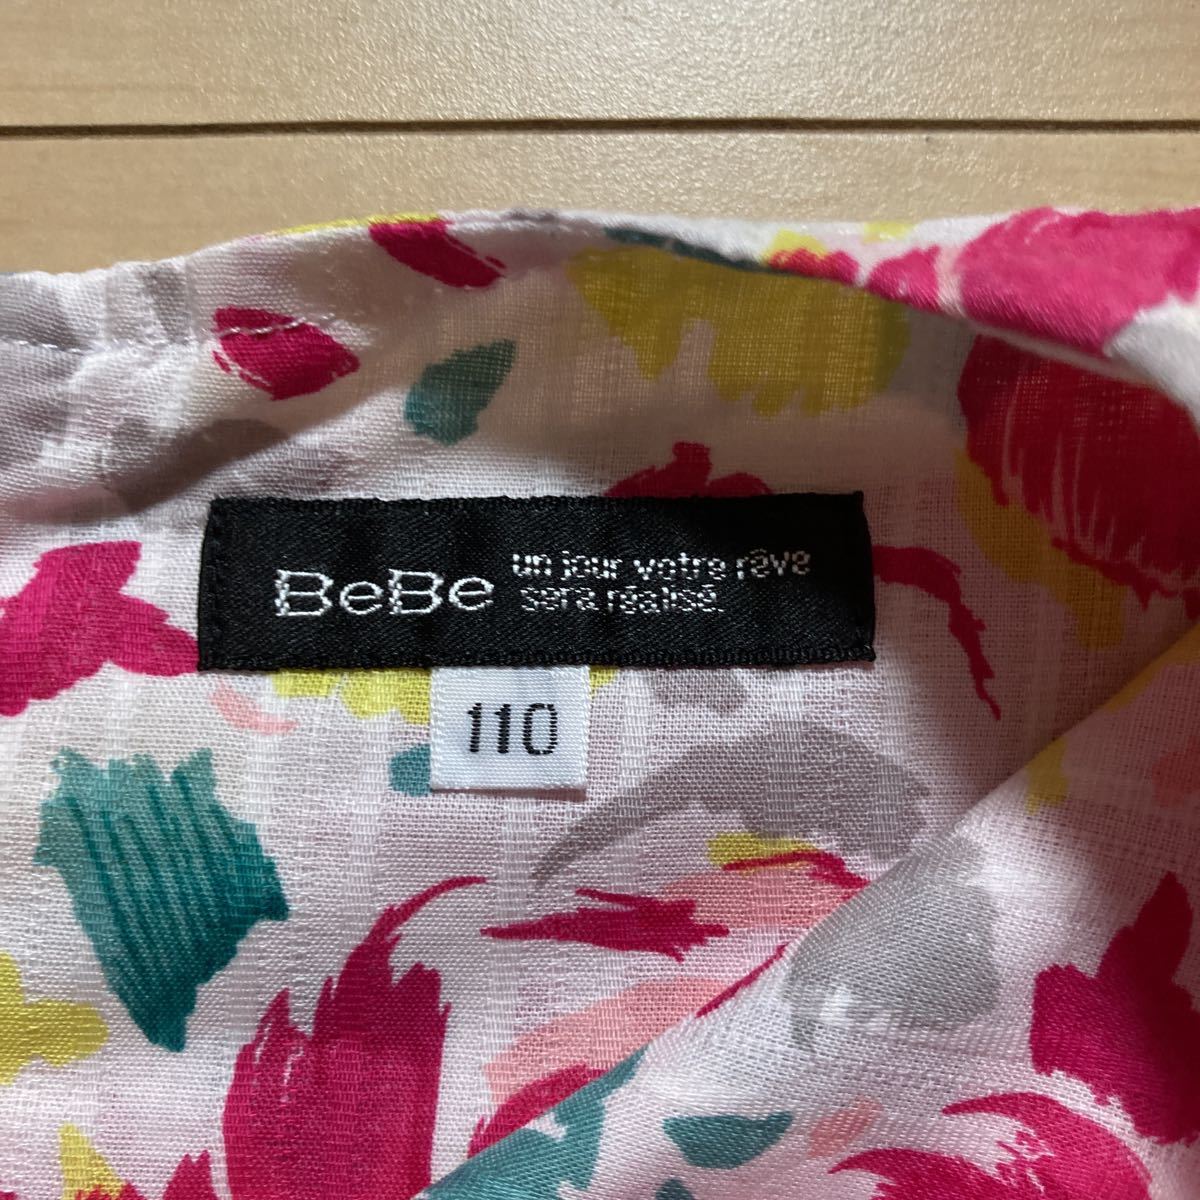 BeBe
un jour votre rêve
sera réalisé.
110